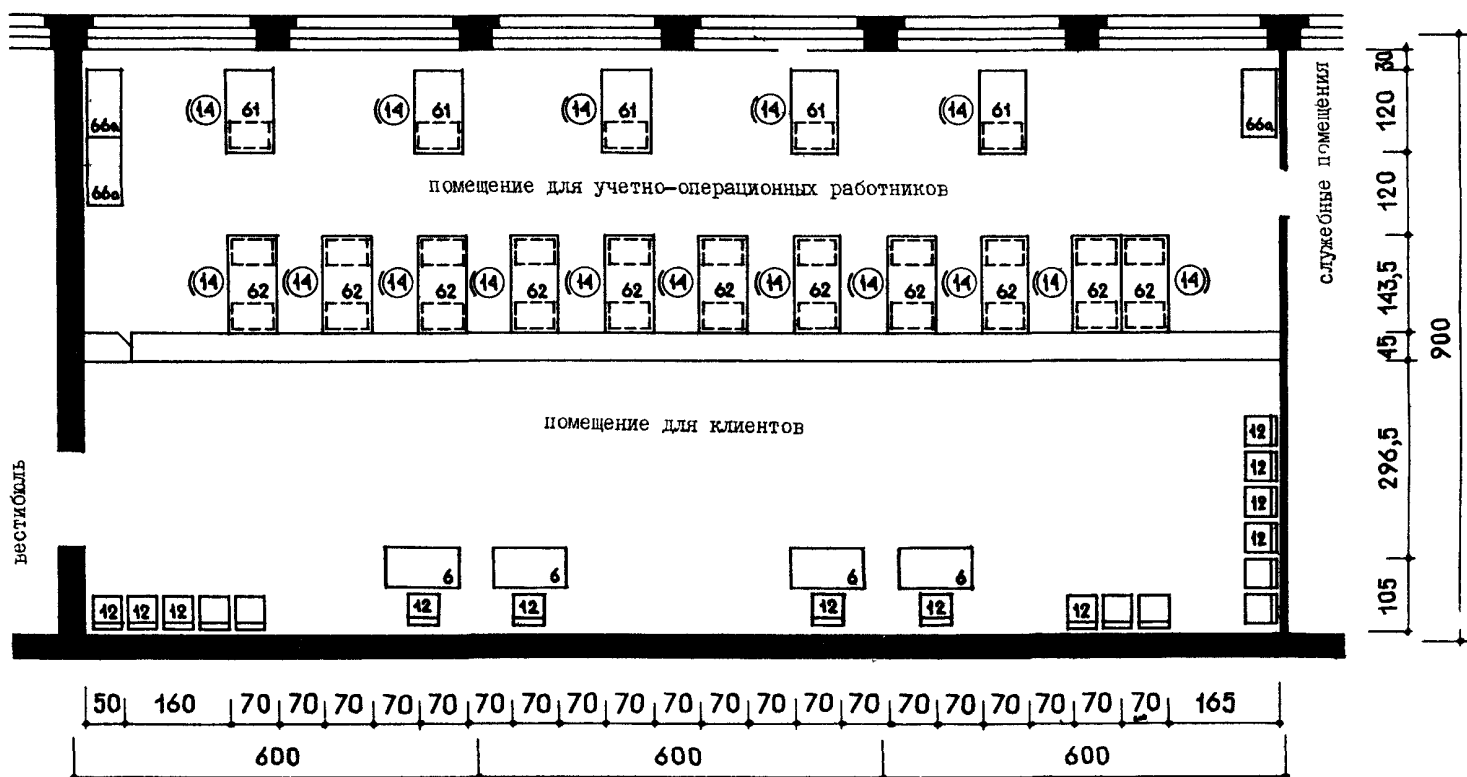 14 61 14 61 14 61 14 61 14 61
66а 66а
66а
помещение для учетно-операционных работников
14 62 14 62 14 62 14 62 14 62 14 62 14 62 14 62 14 62 14 62 62 14
помещение для клиентов
вестибюль
служебные помещения
12
12
12
12
6 6 6 6
12 12 12 12 12 12 12 12
30
120
120
143,5
45
296,5
105
900
50 160 70 70 70 70 70 70 70 70 70 70 70 70 70 70 70 70 70 70 70 70 165
600 600 600